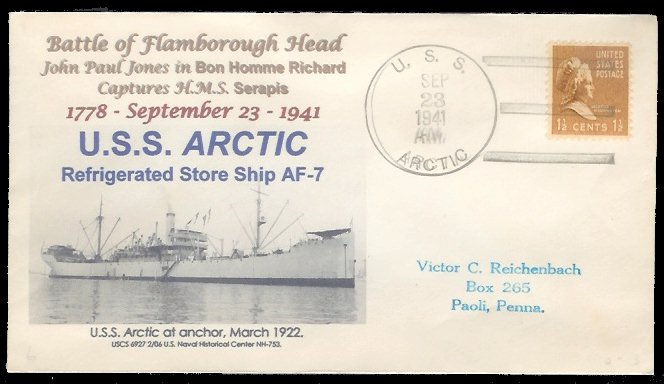 Battle of Flamborough Head
John Paul Jones in Bon Homme Richard
Captures H.M.S. Serapis
1778 - September 23 - 1941
U.S.S. ARCTIC
Refrigerated Store Ship AF-7
U.S.S. Arctic at anchor, March 1922.
USCS 6927 2/06 U.S. Naval Historical Center NH-753.
U. S. S.
SEP
23
1941
A.M.
ARCTIC
UNITED
STATES
POSTAGE
1½ CENTS 1½
Victor C. Reichenbach
Box 265
Paoli, Penna.